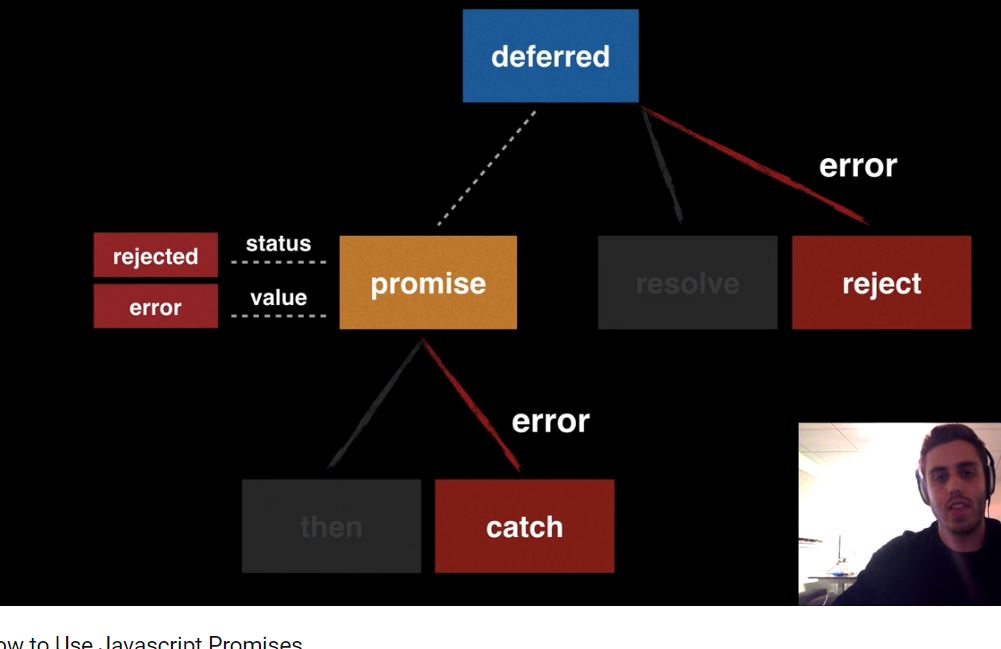 deferred
error
rejected
status
error
value
promise
resolve
reject
error
then
catch
ow to Use Javascript Promises